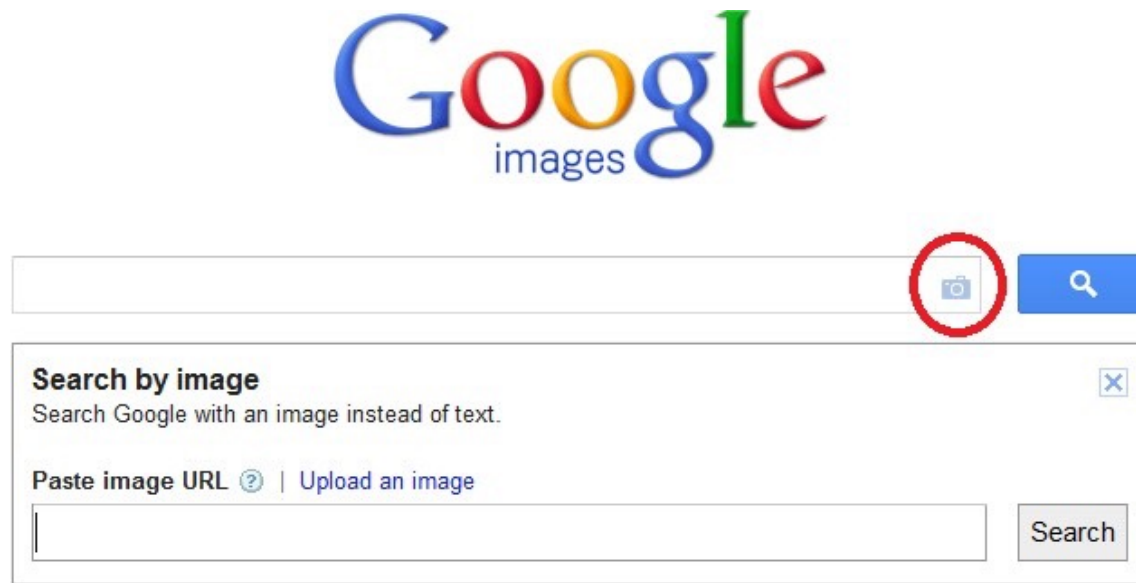 Google
images
Search by image
Search Google with an image instead of text.
Paste image URL ? | Upload an image
Search